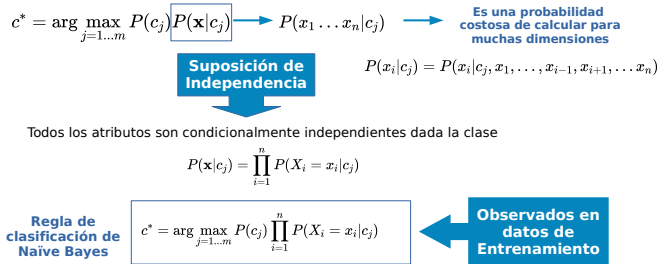 c* = arg max_{j=1...m} P(c_j)P(𝐱|c_j)
P(x_1 ... x_n|c_j)
Es una probabilidad
costosa de calcular para
muchas dimensiones
P(x_i|c_j) = P(x_i|c_j, x_1, ..., x_{i−1}, x_{i+1}, ... x_n)
Suposición de
Independencia
Todos los atributos son condicionalmente independientes dada la clase
P(𝐱|c_j) = ∏_{i=1}^{n} P(X_i = x_i|c_j)
Regla de
clasificación de
Naïve Bayes
c* = arg max_{j=1...m} P(c_j) ∏_{i=1}^{n} P(X_i = x_i|c_j)
Observados en
datos de
Entrenamiento